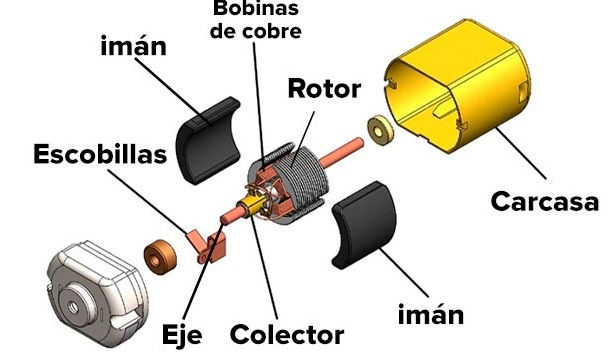 Bobinas
de cobre
imán
Rotor
Escobillas
Carcasa
imán
Eje
Colector